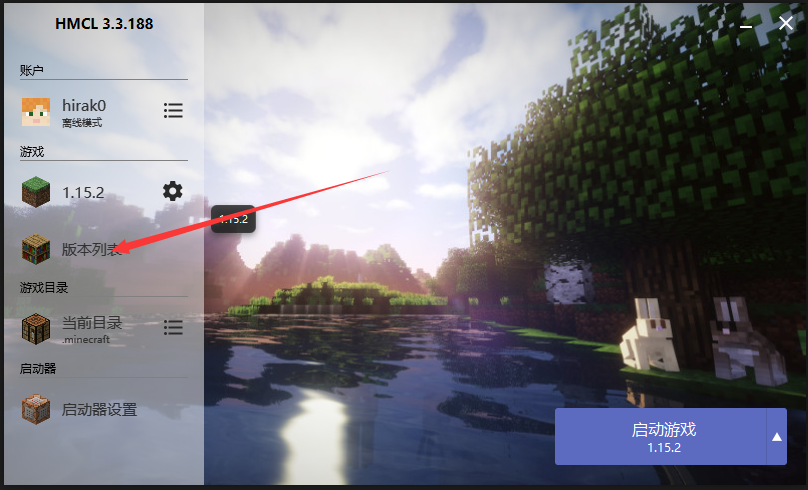 HMCL 3.3.188
账户
hirak0
离线模式
游戏
1.15.2
1.15.2
版本列表
游戏目录
当前目录
.minecraft
启动器
启动器设置
启动游戏
1.15.2